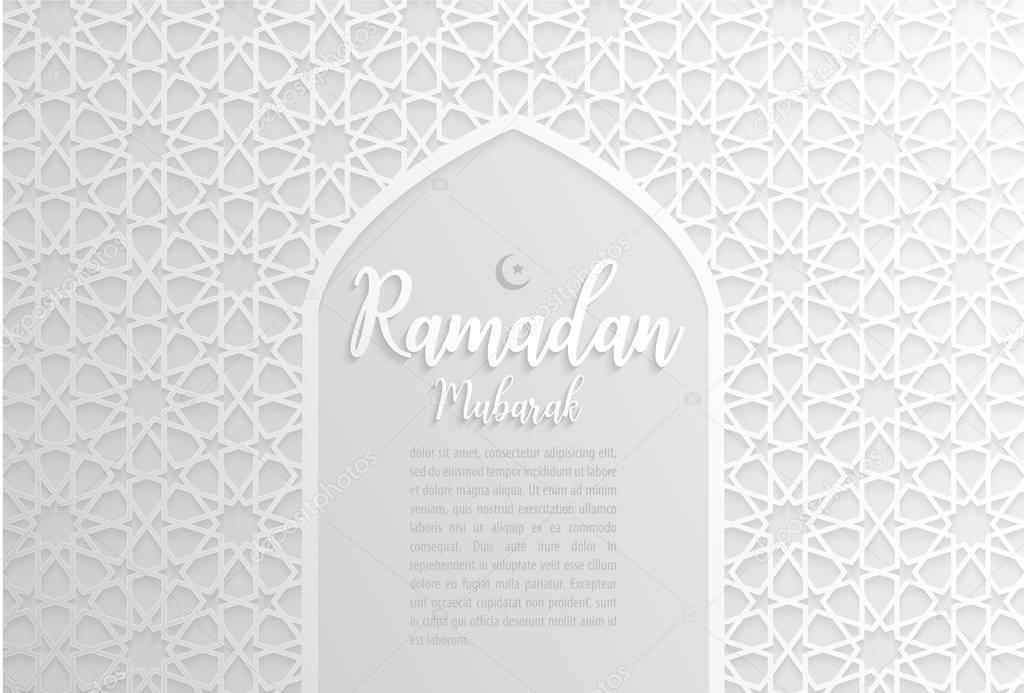 Ramadan
Mubarak
dolor sit amet, consectetur adipisicing elit,
sed do eiusmod tempor incididunt ut labore
et dolore magna aliqua. Ut enim ad minim
veniam, quis nostrud exercitation ullamco
laboris nisi ut aliquip ex ea commodo
consequat. Duis aute irure dolor in
reprehenderit in voluptate velit esse cillum
dolore eu fugiat nulla pariatur. Excepteur
sint occaecat cupidatat non proident, sunt
in culpa qui officia deserunt mollit anim id
est laborum.
depositphotos